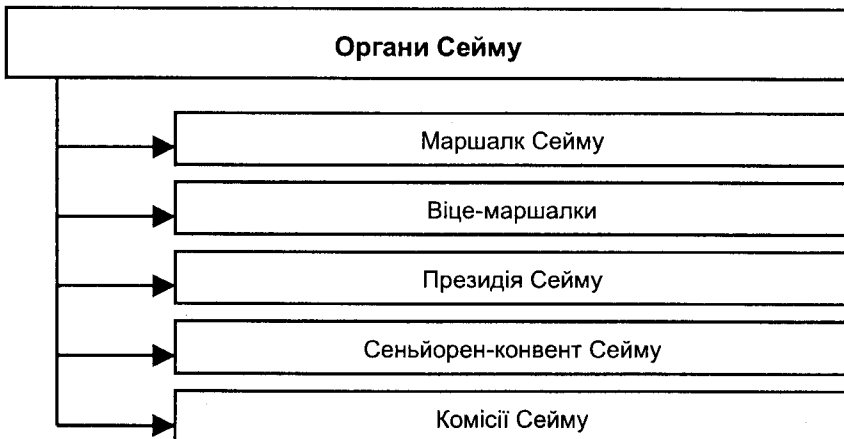 Органи Сейму
Маршалк Сейму
Віце-маршалки
Президія Сейму
Сеньйорен-конвент Сейму
Комісії Сейму